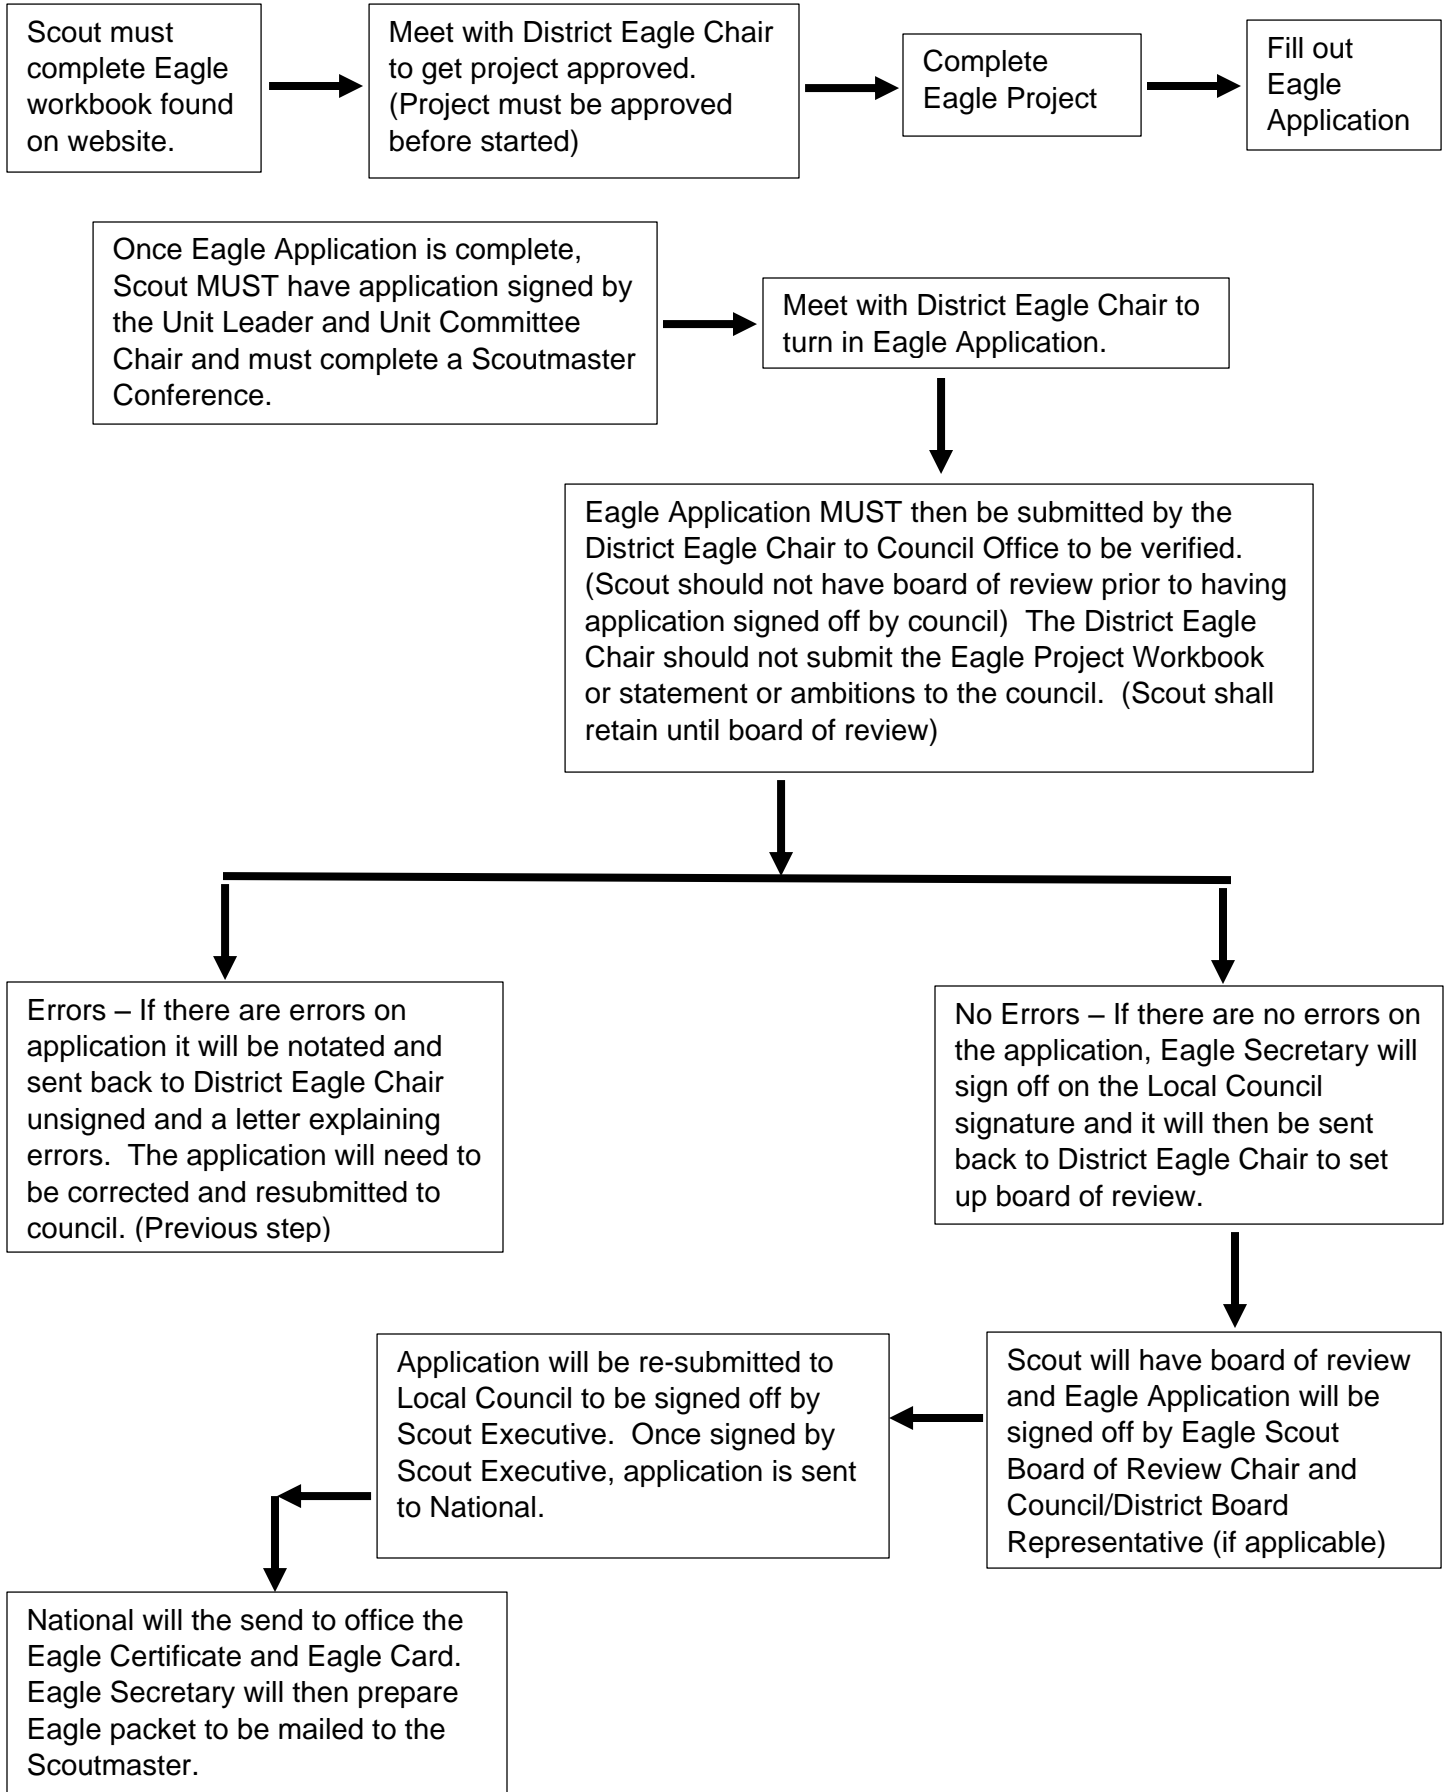 Scout must
complete Eagle
workbook found
on website.
Meet with District Eagle Chair
to get project approved.
(Project must be approved
before started)
Complete
Eagle Project
Fill out
Eagle
Application
Once Eagle Application is complete,
Scout MUST have application signed by
the Unit Leader and Unit Committee
Chair and must complete a Scoutmaster
Conference.
Meet with District Eagle Chair to
turn in Eagle Application.
Eagle Application MUST then be submitted by the
District Eagle Chair to Council Office to be verified.
(Scout should not have board of review prior to having
application signed off by council)  The District Eagle
Chair should not submit the Eagle Project Workbook
or statement or ambitions to the council.  (Scout shall
retain until board of review)
Errors – If there are errors on
application it will be notated and
sent back to District Eagle Chair
unsigned and a letter explaining
errors.  The application will need to
be corrected and resubmitted to
council. (Previous step)
No Errors – If there are no errors on
the application, Eagle Secretary will
sign off on the Local Council
signature and it will then be sent
back to District Eagle Chair to set
up board of review.
Scout will have board of review
and Eagle Application will be
signed off by Eagle Scout
Board of Review Chair and
Council/District Board
Representative (if applicable)
Application will be re-submitted to
Local Council to be signed off by
Scout Executive.  Once signed by
Scout Executive, application is sent
to National.
National will the send to office the
Eagle Certificate and Eagle Card.
Eagle Secretary will then prepare
Eagle packet to be mailed to the
Scoutmaster.